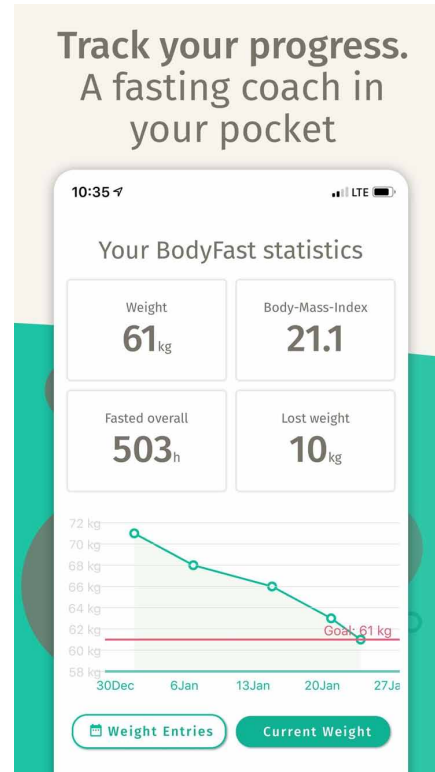 Track your progress.
A fasting coach in
your pocket
10:35 LTE
Your BodyFast statistics
Weight Body-Mass-Index
61kg 21.1
Fasted overall Lost weight
503h 10kg
72 kg
70 kg
68 kg
66 kg
64 kg
62 kg Goal: 61 kg
60 kg
58 kg
30Dec 6Jan 13Jan 20Jan 27Ja
Weight Entries Current Weight